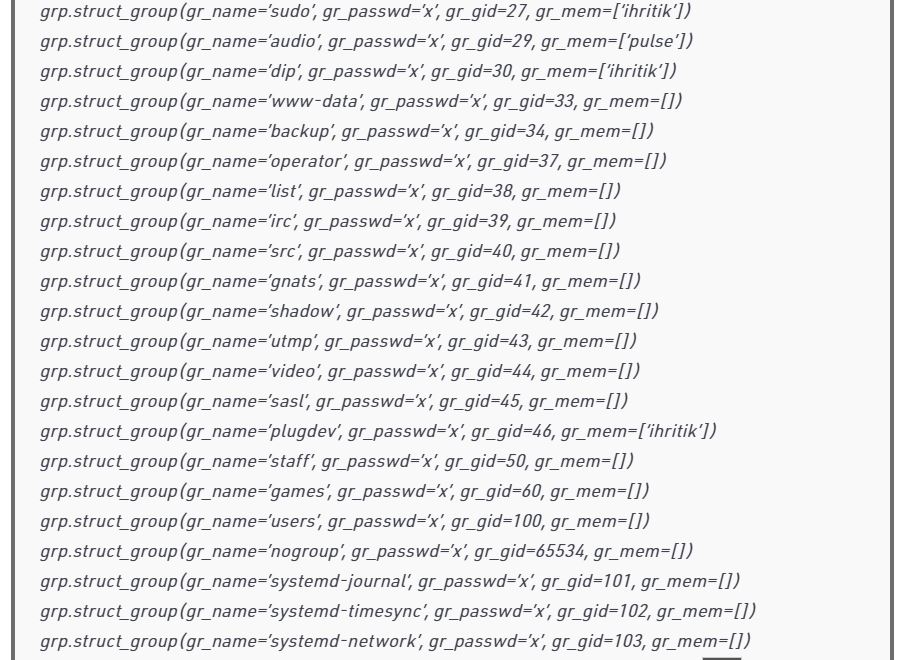 grp.struct_group(gr_name='sudo', gr_passwd='x', gr_gid=27, gr_mem=['ihritik'])
grp.struct_group(gr_name='audio', gr_passwd='x', gr_gid=29, gr_mem=['pulse'])
grp.struct_group(gr_name='dip', gr_passwd='x', gr_gid=30, gr_mem=['ihritik'])
grp.struct_group(gr_name='www-data', gr_passwd='x', gr_gid=33, gr_mem=[])
grp.struct_group(gr_name='backup', gr_passwd='x', gr_gid=34, gr_mem=[])
grp.struct_group(gr_name='operator', gr_passwd='x', gr_gid=37, gr_mem=[])
grp.struct_group(gr_name='list', gr_passwd='x', gr_gid=38, gr_mem=[])
grp.struct_group(gr_name='irc', gr_passwd='x', gr_gid=39, gr_mem=[])
grp.struct_group(gr_name='src', gr_passwd='x', gr_gid=40, gr_mem=[])
grp.struct_group(gr_name='gnats', gr_passwd='x', gr_gid=41, gr_mem=[])
grp.struct_group(gr_name='shadow', gr_passwd='x', gr_gid=42, gr_mem=[])
grp.struct_group(gr_name='utmp', gr_passwd='x', gr_gid=43, gr_mem=[])
grp.struct_group(gr_name='video', gr_passwd='x', gr_gid=44, gr_mem=[])
grp.struct_group(gr_name='sasl', gr_passwd='x', gr_gid=45, gr_mem=[])
grp.struct_group(gr_name='plugdev', gr_passwd='x', gr_gid=46, gr_mem=['ihritik'])
grp.struct_group(gr_name='staff', gr_passwd='x', gr_gid=50, gr_mem=[])
grp.struct_group(gr_name='games', gr_passwd='x', gr_gid=60, gr_mem=[])
grp.struct_group(gr_name='users', gr_passwd='x', gr_gid=100, gr_mem=[])
grp.struct_group(gr_name='nogroup', gr_passwd='x', gr_gid=65534, gr_mem=[])
grp.struct_group(gr_name='systemd-journal', gr_passwd='x', gr_gid=101, gr_mem=[])
grp.struct_group(gr_name='systemd-timesync', gr_passwd='x', gr_gid=102, gr_mem=[])
grp.struct_group(gr_name='systemd-network', gr_passwd='x', gr_gid=103, gr_mem=[])